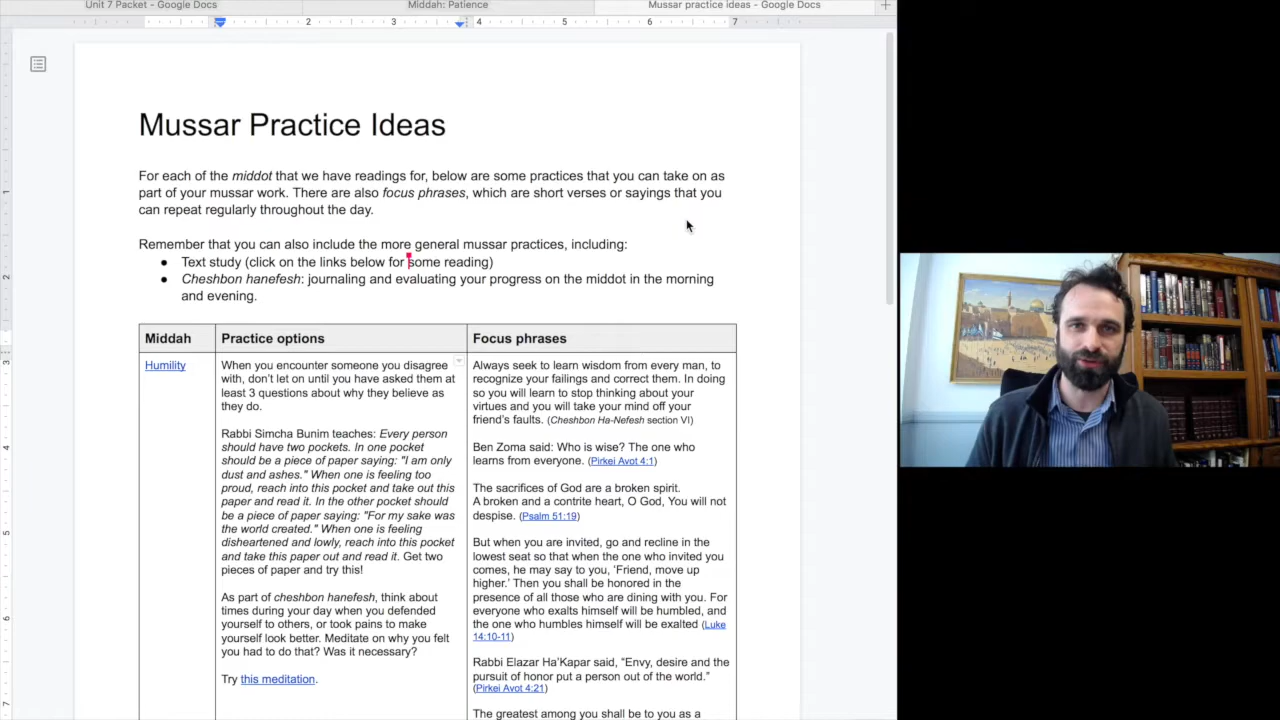 Unit 7 Packet - Google Docs
Middah: Patience
Mussar practice ideas - Google Docs
2 3 4 5 6 7
Mussar Practice Ideas
For each of the middot that we have readings for, below are some practices that you can take on as
part of your mussar work. There are also focus phrases, which are short verses or sayings that you
can repeat regularly throughout the day.
Remember that you can also include the more general mussar practices, including:
● Text study (click on the links below for some reading)
● Cheshbon hanefesh: journaling and evaluating your progress on the middot in the morning
and evening.
Middah
Practice options
Focus phrases
Humility
When you encounter someone you disagree
with, don’t let on until you have asked them at
least 3 questions about why they believe as
they do.
Rabbi Simcha Bunim teaches: Every person
should have two pockets. In one pocket
should be a piece of paper saying: "I am only
dust and ashes." When one is feeling too
proud, reach into this pocket and take out this
paper and read it. In the other pocket should
be a piece of paper saying: "For my sake was
the world created." When one is feeling
disheartened and lowly, reach into this pocket
and take this paper out and read it. Get two
pieces of paper and try this!
As part of cheshbon hanefesh, think about
times during your day when you defended
yourself to others, or took pains to make
yourself look better. Meditate on why you felt
you had to do that? Was it necessary?
Try this meditation.
Always seek to learn wisdom from every man, to
recognize your failings and correct them. In doing
so you will learn to stop thinking about your
virtues and you will take your mind off your
friend’s faults. (Cheshbon Ha-Nefesh section VI)
Ben Zoma said: Who is wise? The one who
learns from everyone. (Pirkei Avot 4:1)
The sacrifices of God are a broken spirit.
A broken and a contrite heart, O God, You will not
despise. (Psalm 51:19)
But when you are invited, go and recline in the
lowest seat so that when the one who invited you
comes, he may say to you, ‘Friend, move up
higher.’ Then you shall be honored in the
presence of all those who are dining with you. For
everyone who exalts himself will be humbled, and
the one who humbles himself will be exalted (Luke
14:10-11)
Rabbi Elazar Ha’Kapar said, “Envy, desire and the
pursuit of honor put a person out of the world.”
(Pirkei Avot 4:21)
The greatest among you shall be to you as a